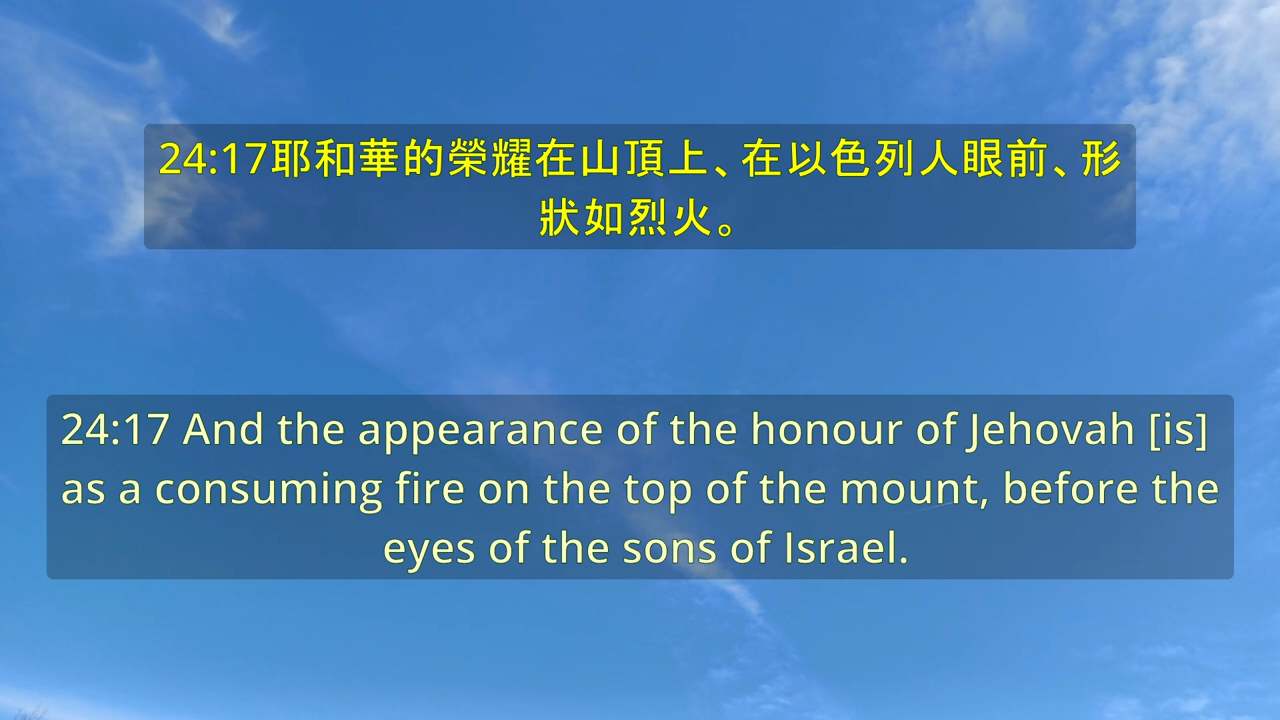 24:17耶和華的榮耀在山頂上、在以色列人眼前、形
狀如烈火。
24:17 And the appearance of the honour of Jehovah [is]
as a consuming fire on the top of the mount, before the
eyes of the sons of Israel.